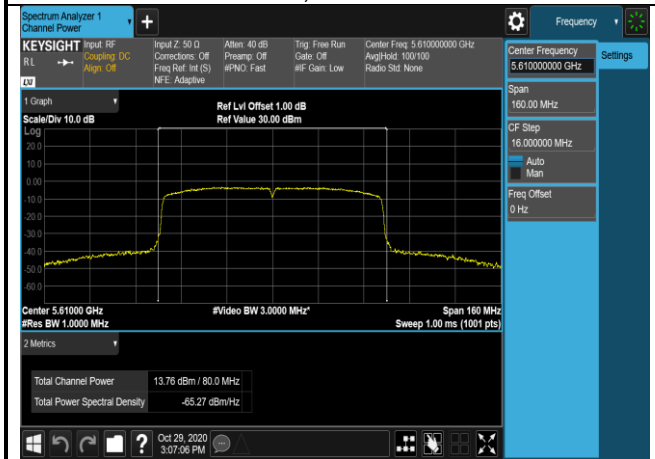 Spectrum Analyzer 1
Channel Power
+
Frequency
KEYSIGHT
Input: RF
Coupling: DC
Align: Off
Input Z: 50 Ω
Corrections: Off
Freq Ref: Int (S)
NFE: Adaptive
Atten: 40 dB
Preamp: Off
#PNO: Fast
Trig: Free Run
Gate: Off
#IF Gain: Low
Center Freq: 5.610000000 GHz
Avg|Hold: 100/100
Radio Std: None
RL
LXI
Center Frequency
5.610000000 GHz
Settings
Span
160.00 MHz
CF Step
16.000000 MHz
Auto
Man
Freq Offset
0 Hz
1 Graph
Scale/Div 10.0 dB
Ref Lvl Offset 1.00 dB
Ref Value 30.00 dBm
Log
20.0
10.0
0.00
-10.0
-20.0
-30.0
-40.0
-50.0
-60.0
Center 5.61000 GHz
#Video BW 3.0000 MHz*
Span 160 MHz
#Res BW 1.0000 MHz
Sweep 1.00 ms (1001 pts)
2 Metrics
Total Channel Power 13.76 dBm / 80.0 MHz
Total Power Spectral Density -65.27 dBm/Hz
?
Oct 29, 2020
3:07:06 PM